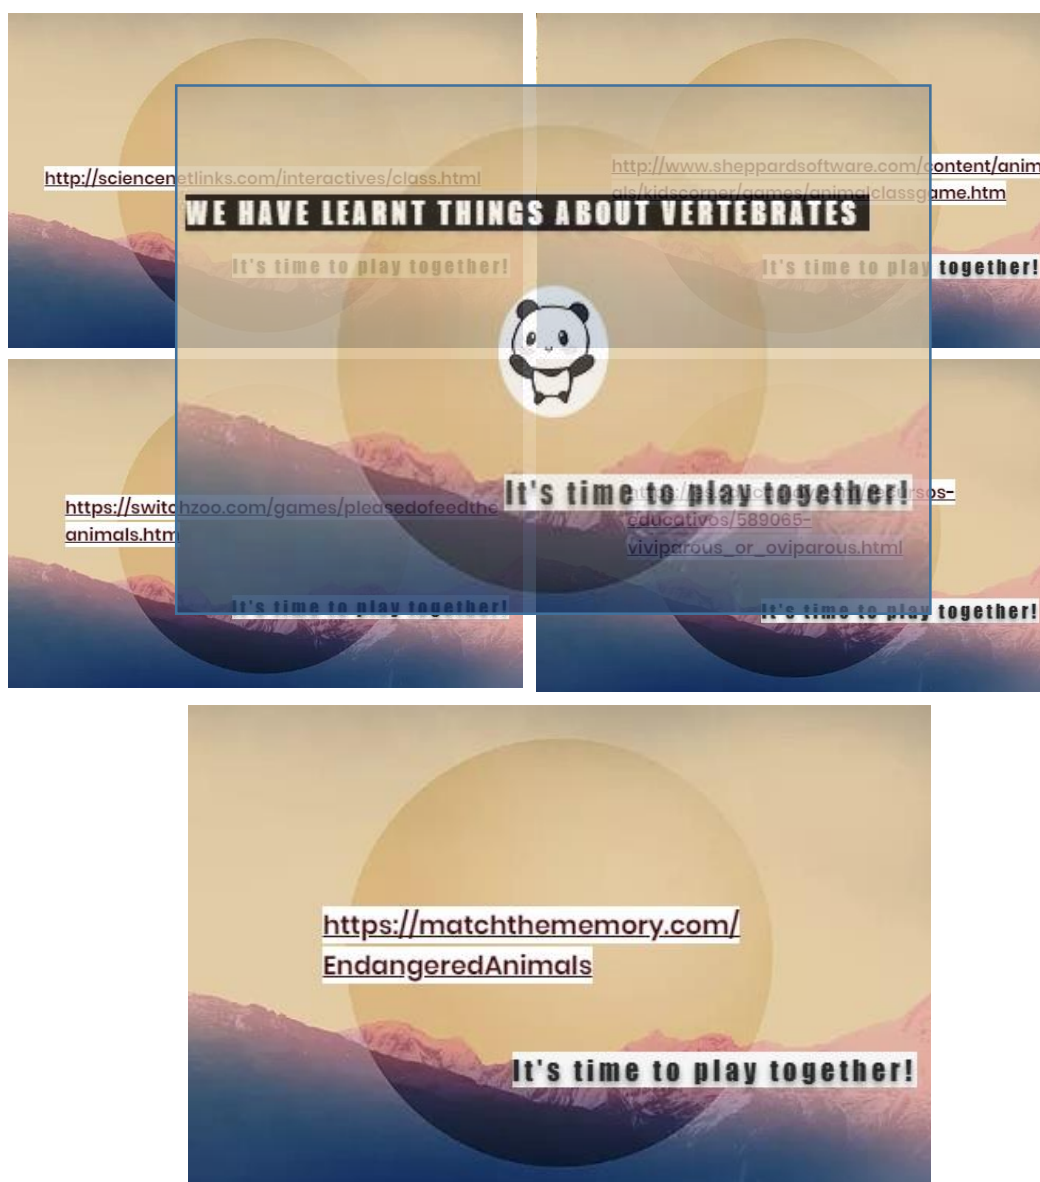 http://sciencenetlinks.com/interactives/class.html
It's time to play together!
http://www.sheppardsoftware.com/content/anim
als/kidscorner/games/animalclassgame.htm
It's time to play together!
WE HAVE LEARNT THINGS ABOUT VERTEBRATES
It's time to play together!
https://switchzoo.com/games/pleasedofeedthe
animals.htm
It's time to play together!
educativos/589065-
viviparous_or_oviparous.html
It's time to play together!
https://matchthememory.com/
EndangeredAnimals
It's time to play together!